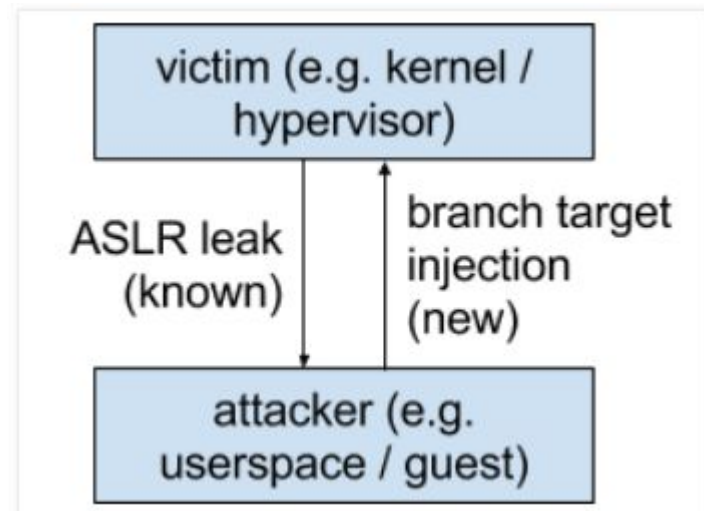 victim (e.g. kernel /
hypervisor)
ASLR leak
(known)
branch target
injection
(new)
attacker (e.g.
userspace / guest)